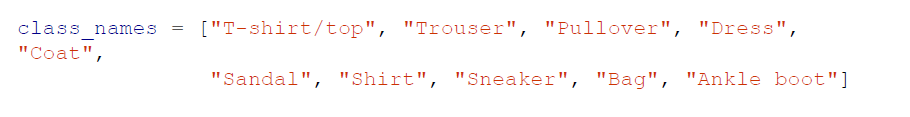 class_names = ["T-shirt/top", "Trouser", "Pullover", "Dress",
"Coat",
"Sandal", "Shirt", "Sneaker", "Bag", "Ankle boot"]